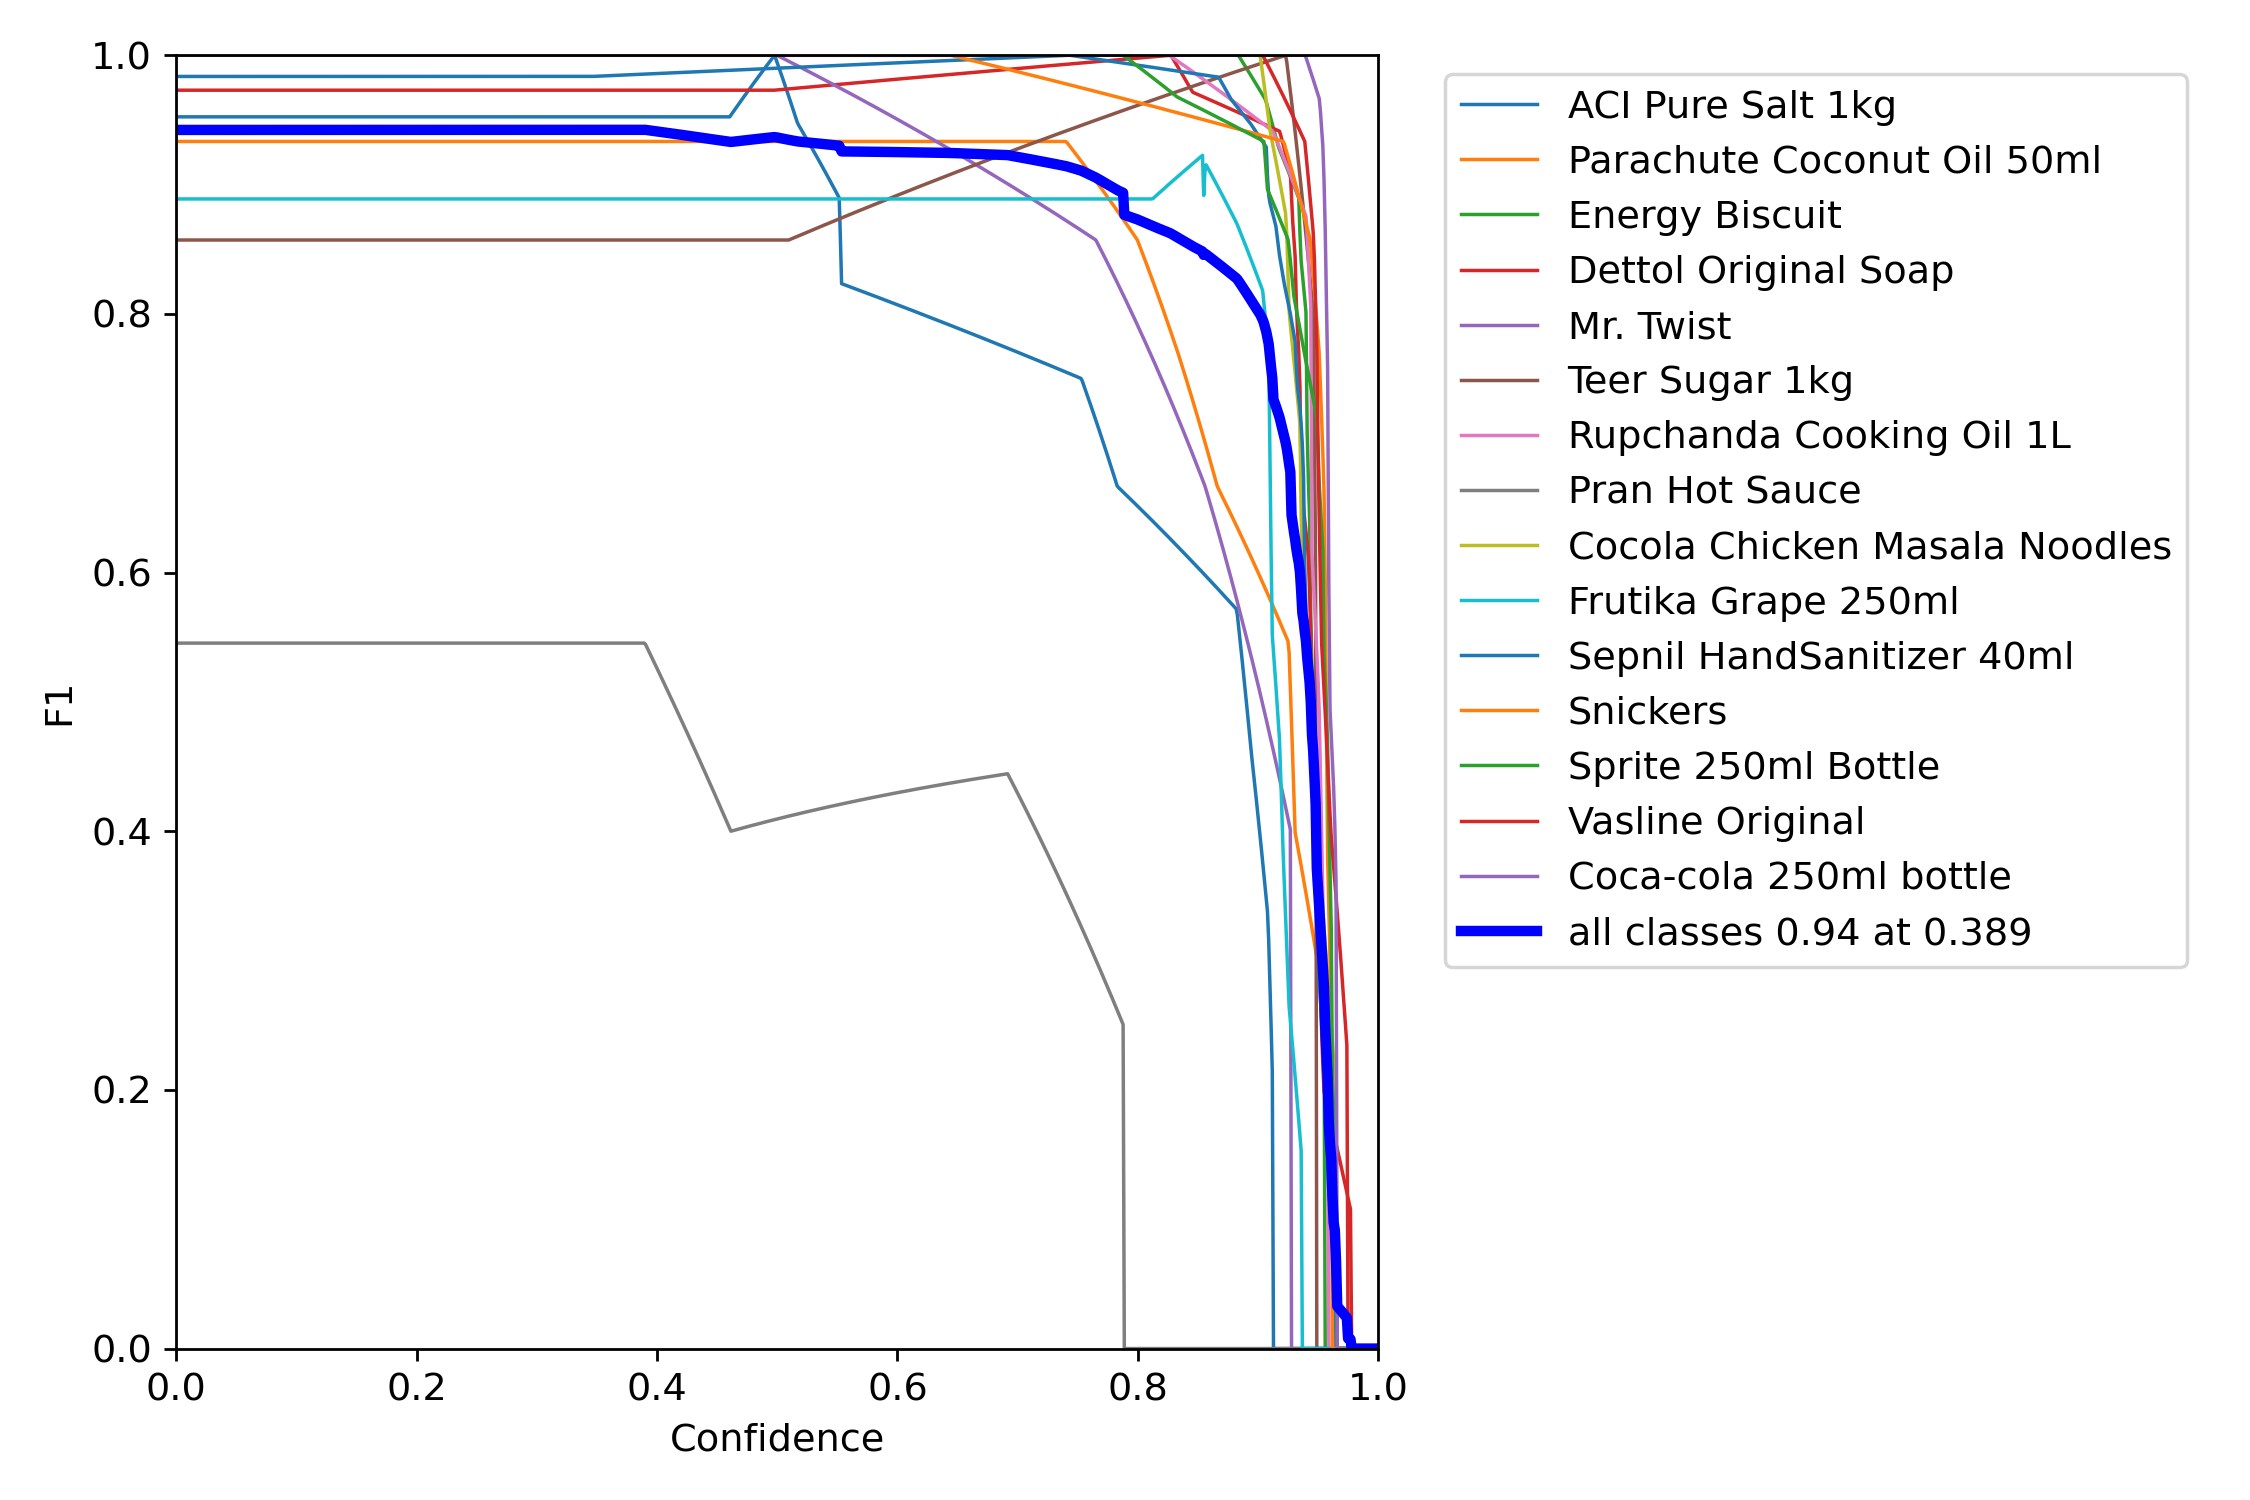 1.0
0.8
0.6
0.4
0.2
0.0
F1
0.0 0.2 0.4 0.6 0.8 1.0
Confidence
ACI Pure Salt 1kg
Parachute Coconut Oil 50ml
Energy Biscuit
Dettol Original Soap
Mr. Twist
Teer Sugar 1kg
Rupchanda Cooking Oil 1L
Pran Hot Sauce
Cocola Chicken Masala Noodles
Frutika Grape 250ml
Sepnil HandSanitizer 40ml
Snickers
Sprite 250ml Bottle
Vasline Original
Coca-cola 250ml bottle
all classes 0.94 at 0.389